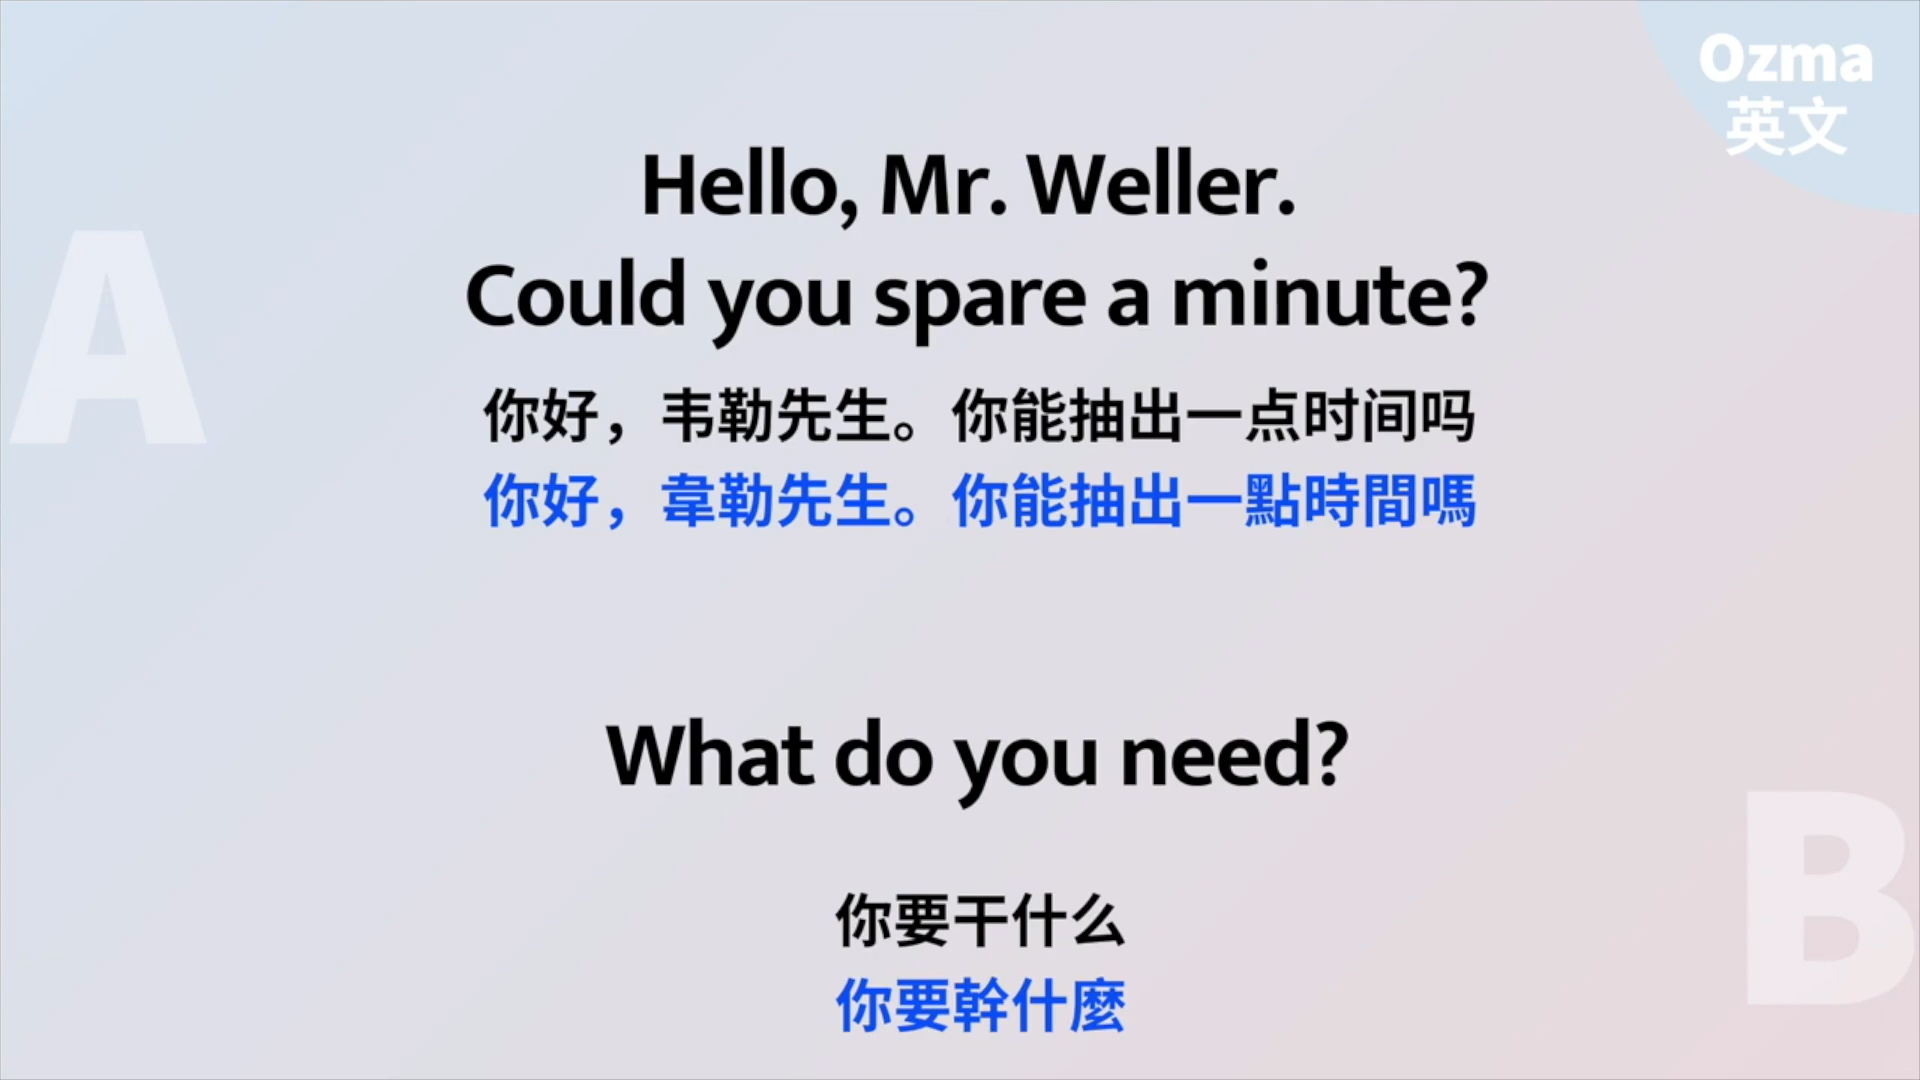 Ozma
英文
A
Hello, Mr. Weller.
Could you spare a minute?
你好，韦勒先生。你能抽出一点时间吗
你好，韋勒先生。你能抽出一點時間嗎
What do you need?
B
你要干什么
你要幹什麼